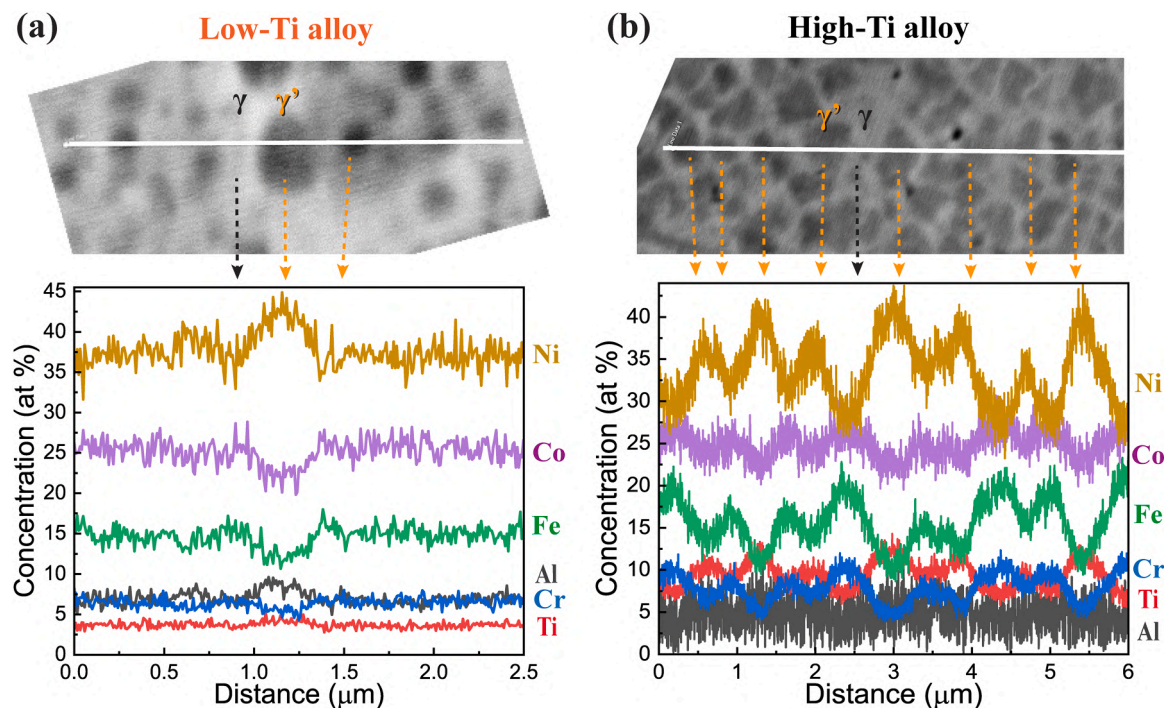 (a)
Low-Ti alloy
γ γ'
45
40
35
30
25
20
15
10
5
0
Concentration (at %)
Ni
Co
Fe
Al
Cr
Ti
0.0 0.5 1.0 1.5 2.0 2.5
Distance (μm)
(b)
High-Ti alloy
γ' γ
40
35
30
25
20
15
10
5
0
Concentration (at %)
Ni
Co
Fe
Cr
Ti
Al
0 1 2 3 4 5 6
Distance (μm)